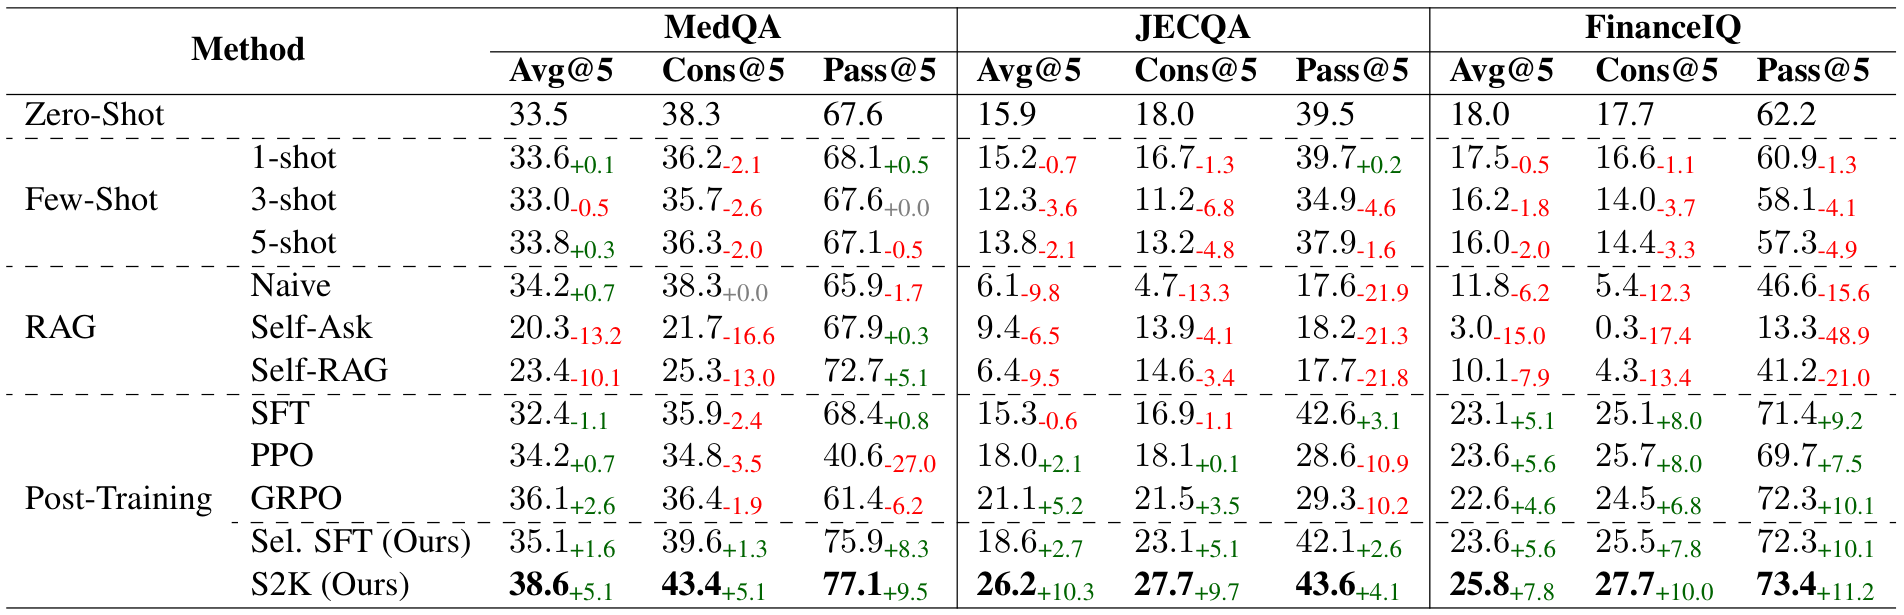 Method MedQA JECQA FinanceIQ
Avg@5 Cons@5 Pass@5 Avg@5 Cons@5 Pass@5 Avg@5 Cons@5 Pass@5
Zero-Shot 33.5 38.3 67.6 15.9 18.0 39.5 18.0 17.7 62.2
1-shot 33.6+0.1 36.2-2.1 68.1+0.5 15.2-0.7 16.7-1.3 39.7+0.2 17.5-0.5 16.6-1.1 60.9-1.3
Few-Shot 3-shot 33.0-0.5 35.7-2.6 67.6+0.0 12.3-3.6 11.2-6.8 34.9-4.6 16.2-1.8 14.0-3.7 58.1-4.1
5-shot 33.8+0.3 36.3-2.0 67.1-0.5 13.8-2.1 13.2-4.8 37.9-1.6 16.0-2.0 14.4-3.3 57.3-4.9
Naive 34.2+0.7 38.3+0.0 65.9-1.7 6.1-9.8 4.7-13.3 17.6-21.9 11.8-6.2 5.4-12.3 46.6-15.6
RAG Self-Ask 20.3-13.2 21.7-16.6 67.9+0.3 9.4-6.5 13.9-4.1 18.2-21.3 3.0-15.0 0.3-17.4 13.3-48.9
Self-RAG 23.4-10.1 25.3-13.0 72.7+5.1 6.4-9.5 14.6-3.4 17.7-21.8 10.1-7.9 4.3-13.4 41.2-21.0
SFT 32.4-1.1 35.9-2.4 68.4+0.8 15.3-0.6 16.9-1.1 42.6+3.1 23.1+5.1 25.1+8.0 71.4+9.2
PPO 34.2+0.7 34.8-3.5 40.6-27.0 18.0+2.1 18.1+0.1 28.6-10.9 23.6+5.6 25.7+8.0 69.7+7.5
Post-Training GRPO 36.1+2.6 36.4-1.9 61.4-6.2 21.1+5.2 21.5+3.5 29.3-10.2 22.6+4.6 24.5+6.8 72.3+10.1
Sel. SFT (Ours) 35.1+1.6 39.6+1.3 75.9+8.3 18.6+2.7 23.1+5.1 42.1+2.6 23.6+5.6 25.5+7.8 72.3+10.1
S2K (Ours) 38.6+5.1 43.4+5.1 77.1+9.5 26.2+10.3 27.7+9.7 43.6+4.1 25.8+7.8 27.7+10.0 73.4+11.2